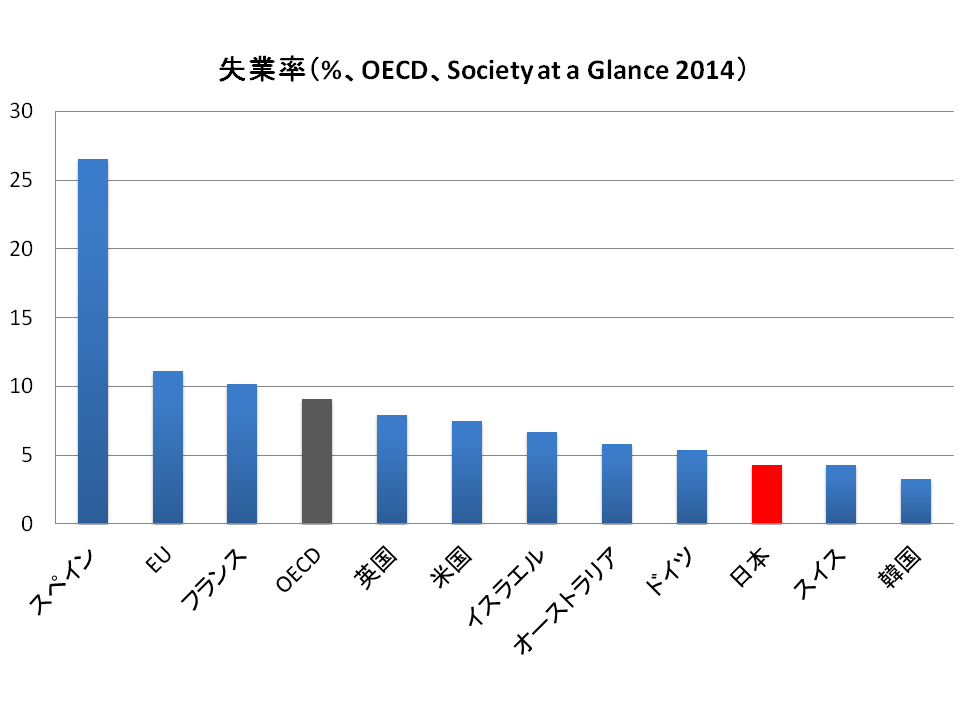 失業率（%、OECD、Society at a Glance 2014）
30
25
20
15
10
5
0
スペイン
EU
フランス
OECD
英国
米国
イスラエル
オーストラリア
ドイツ
日本
スイス
韓国